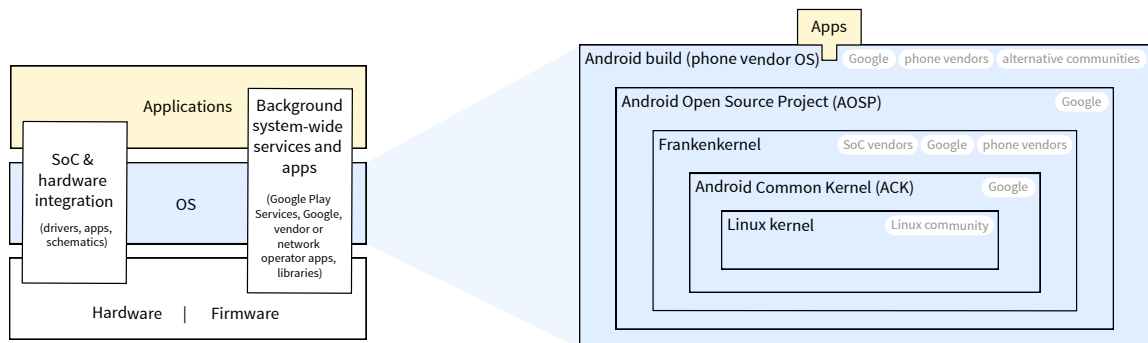 Applications
Background
system-wide
services and
apps
(Google Play
Services, Google,
vendor or
network
operator apps,
libraries)
SoC &
hardware
integration
(drivers, apps,
schematics)
OS
Hardware | Firmware
Apps
Android build (phone vendor OS) Google phone vendors alternative communities
Android Open Source Project (AOSP) Google
Frankenkernel SoC vendors Google phone vendors
Android Common Kernel (ACK) Google
Linux kernel Linux community